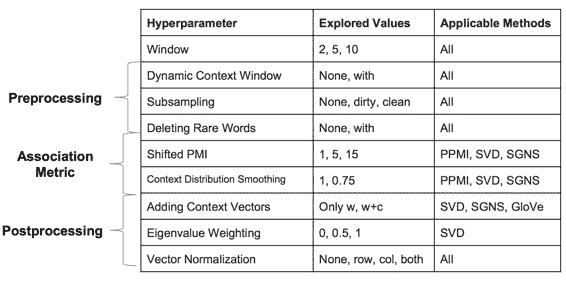 Hyperparameter Explored Values Applicable Methods
Window 2, 5, 10 All
Dynamic Context Window None, with All
Preprocessing Subsampling None, dirty, clean All
Deleting Rare Words None, with All
Association Metric Shifted PMI 1, 5, 15 PPMI, SVD, SGNS
Context Distribution Smoothing 1, 0.75 PPMI, SVD, SGNS
Adding Context Vectors Only w, w+c SVD, SGNS, GloVe
Postprocessing Eigenvalue Weighting 0, 0.5, 1 SVD
Vector Normalization None, row, col, both All